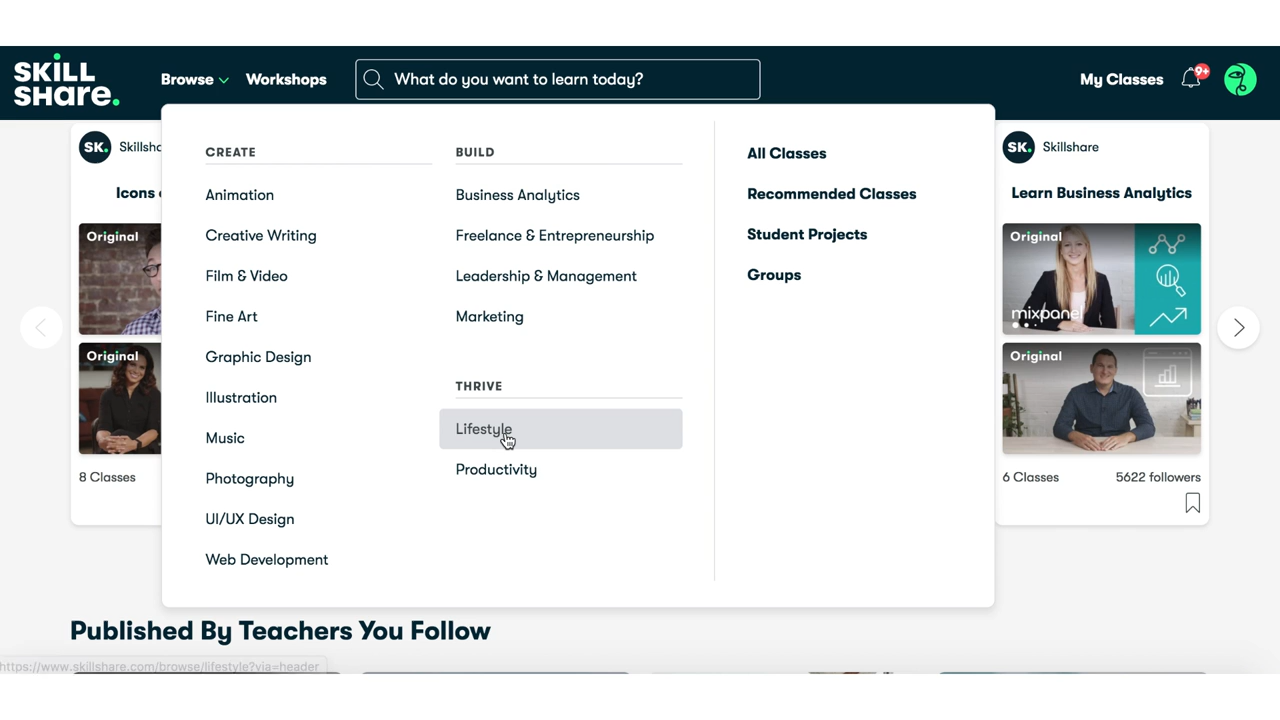 SKILL
SHARE.
Browse
Workshops
What do you want to learn today?
My Classes
9+
SK.
Icons
CREATE
Animation
Creative Writing
Film & Video
Fine Art
Graphic Design
Illustration
Music
Photography
UI/UX Design
Web Development
BUILD
Business Analytics
Freelance & Entrepreneurship
Leadership & Management
Marketing
THRIVE
Lifestyle
Productivity
All Classes
Recommended Classes
Student Projects
Groups
Original
Original
8 Classes
SK. Skillshare
Learn Business Analytics
Original
mixpanel
Original
6 Classes 5622 followers
Published By Teachers You Follow
https://www.skillshare.com/browse/lifestyle?via=header